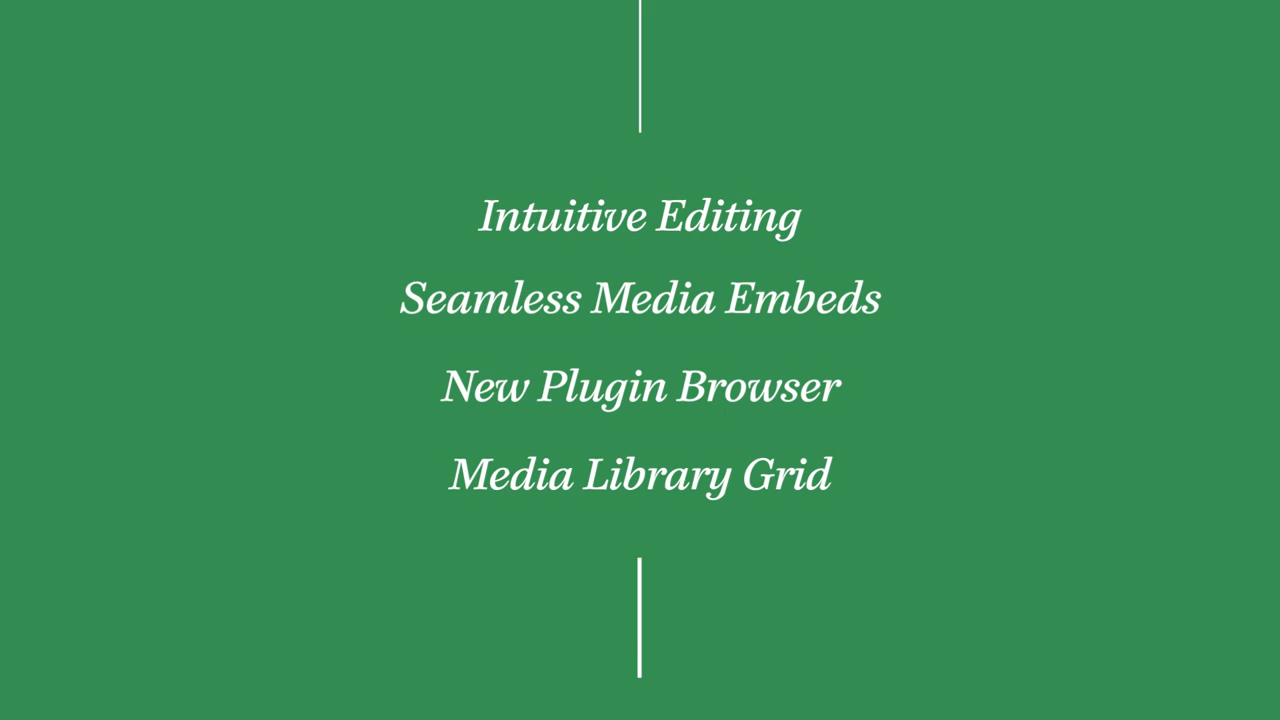 Intuitive Editing
Seamless Media Embeds
New Plugin Browser
Media Library Grid